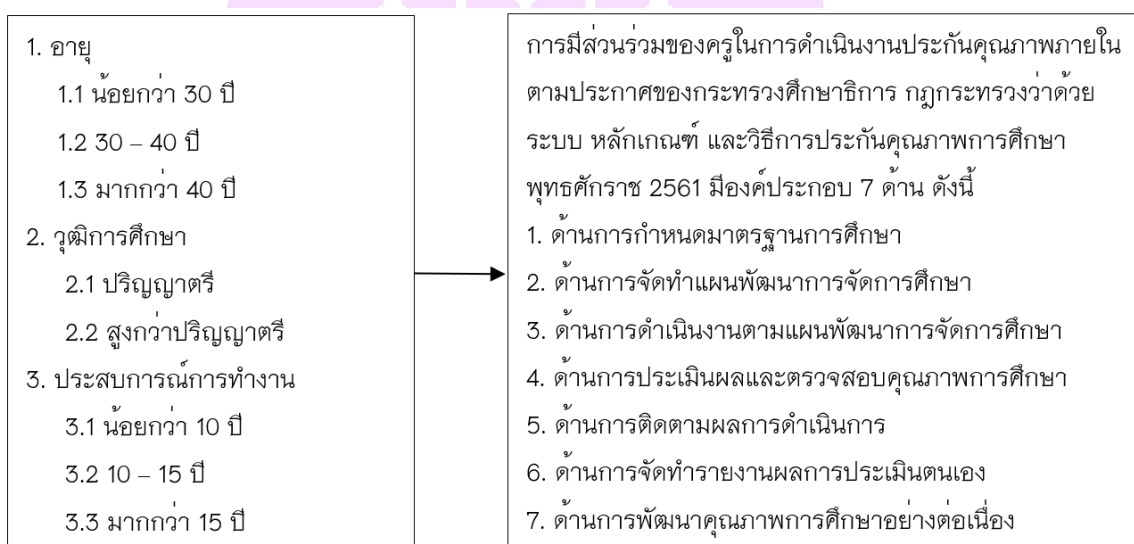 1. อายุ
1.1 น้อยกว่า 30 ปี
1.2 30 – 40 ปี
1.3 มากกว่า 40 ปี
2. วุฒิการศึกษา
2.1 ปริญญาตรี
2.2 สูงกว่าปริญญาตรี
3. ประสบการณ์การทำงาน
3.1 น้อยกว่า 10 ปี
3.2 10 – 15 ปี
3.3 มากกว่า 15 ปี
การมีส่วนร่วมของครูในการดำเนินงานประกันคุณภาพภายใน
ตามประกาศของกระทรวงศึกษาธิการ กฎกระทรวงว่าด้วย
ระบบ หลักเกณฑ์ และวิธีการประกันคุณภาพการศึกษา
พุทธศักราช 2561 มีองค์ประกอบ 7 ด้าน ดังนี้
1. ด้านการกำหนดมาตรฐานการศึกษา
2. ด้านการจัดทำแผนพัฒนาการจัดการศึกษา
3. ด้านการดำเนินงานตามแผนพัฒนาการจัดการศึกษา
4. ด้านการประเมินผลและตรวจสอบคุณภาพการศึกษา
5. ด้านการติดตามผลการดำเนินการ
6. ด้านการจัดทำรายงานผลการประเมินตนเอง
7. ด้านการพัฒนาคุณภาพการศึกษาอย่างต่อเนื่อง